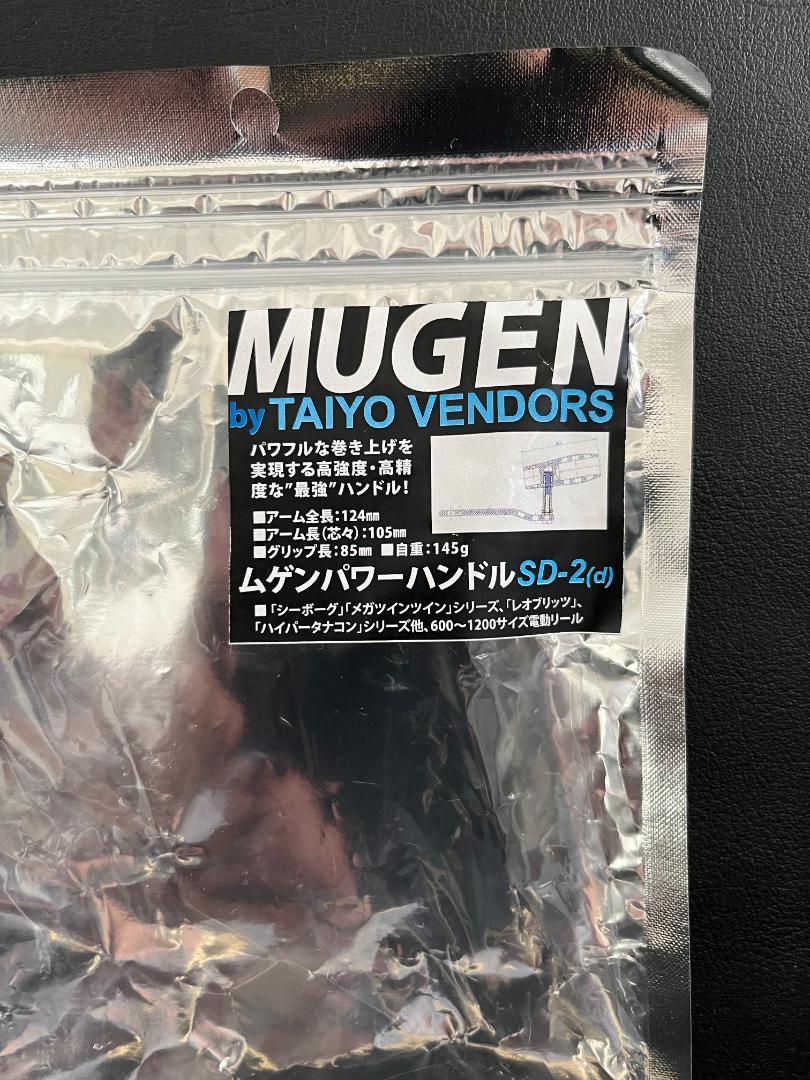 MUGEN
by TAIYO VENDORS
パワフルな巻き上げを
実現する高強度・高精
度な"最強"ハンドル!
■アーム全長:124㎜
■アーム長(芯々):105㎜
■グリップ長:85㎜ ■自重:145g
ムゲンパワーハンドルSD-2(d)
■「シーボーグ」「メガツインツイン」シリーズ、「レオブリッツ」、
「ハイパータナコン」シリーズ他、600〜1200サイズ電動リール